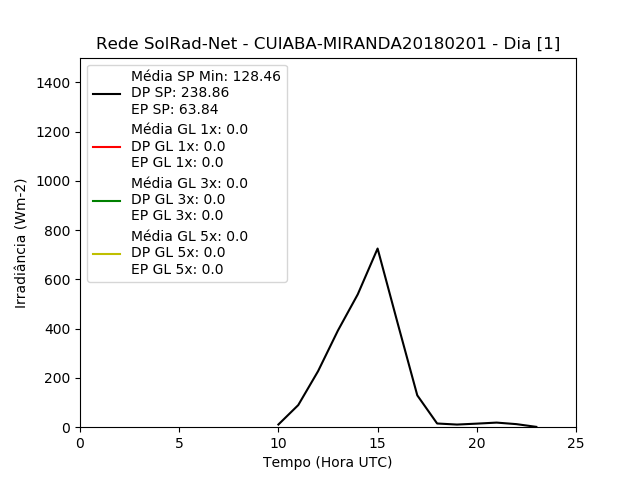 Rede SolRad-Net - CUIABA-MIRANDA20180201 - Dia [1]
Média SP Min: 128.46
DP SP: 238.86
EP SP: 63.84
Média GL 1x: 0.0
DP GL 1x: 0.0
EP GL 1x: 0.0
Média GL 3x: 0.0
DP GL 3x: 0.0
EP GL 3x: 0.0
Média GL 5x: 0.0
DP GL 5x: 0.0
EP GL 5x: 0.0
Irradiância (Wm-2)
1400
1200
1000
800
600
400
200
0
0 5 10 15 20 25
Tempo (Hora UTC)